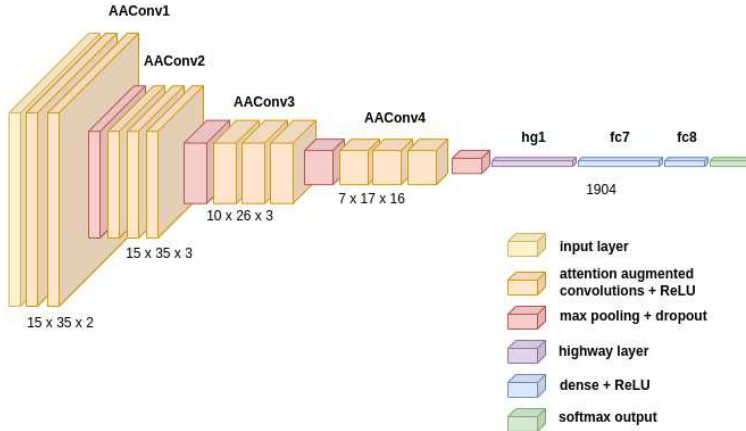 AAConv1
AAConv2
AAConv3
AAConv4
hg1
fc7
fc8
1904
7 x 17 x 16
10 x 26 x 3
15 x 35 x 3
15 x 35 x 2
input layer
attention augmented
convolutions + ReLU
max pooling + dropout
highway layer
dense + ReLU
softmax output